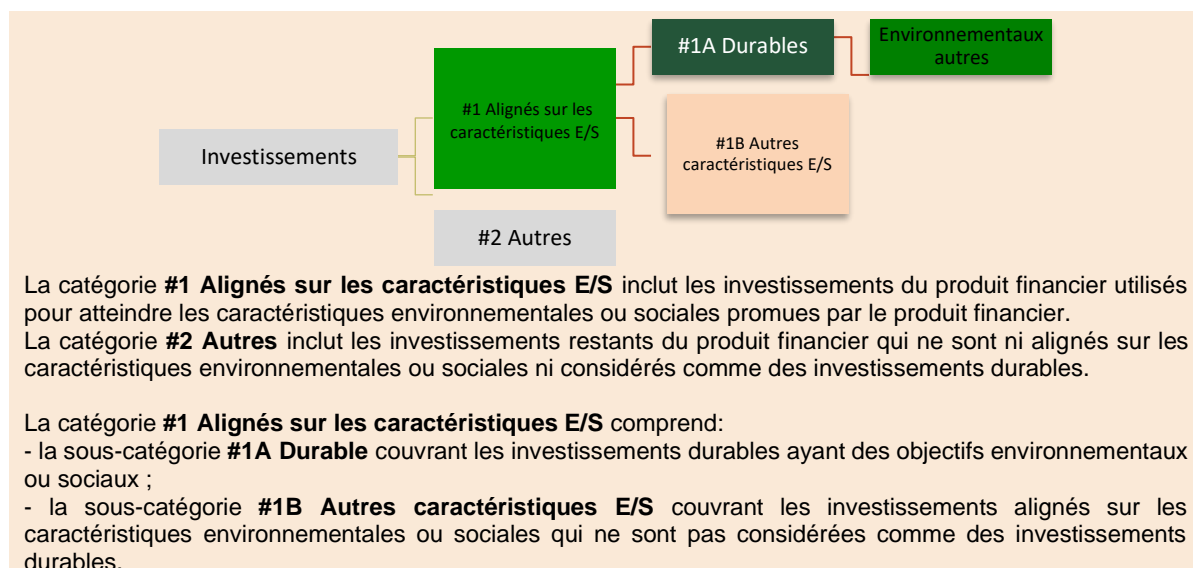 #1A Durables
Environnementaux
autres
#1 Alignés sur les
caractéristiques E/S
Investissements
#1B Autres
caractéristiques E/S
#2 Autres
La catégorie #1 Alignés sur les caractéristiques E/S inclut les investissements du produit financier utilisés
pour atteindre les caractéristiques environnementales ou sociales promues par le produit financier.
La catégorie #2 Autres inclut les investissements restants du produit financier qui ne sont ni alignés sur les
caractéristiques environnementales ou sociales ni considérés comme des investissements durables.
La catégorie #1 Alignés sur les caractéristiques E/S comprend:
- la sous-catégorie #1A Durable couvrant les investissements durables ayant des objectifs environnementaux
ou sociaux ;
- la sous-catégorie #1B Autres caractéristiques E/S couvrant les investissements alignés sur les
caractéristiques environnementales ou sociales qui ne sont pas considérées comme des investissements
durables.